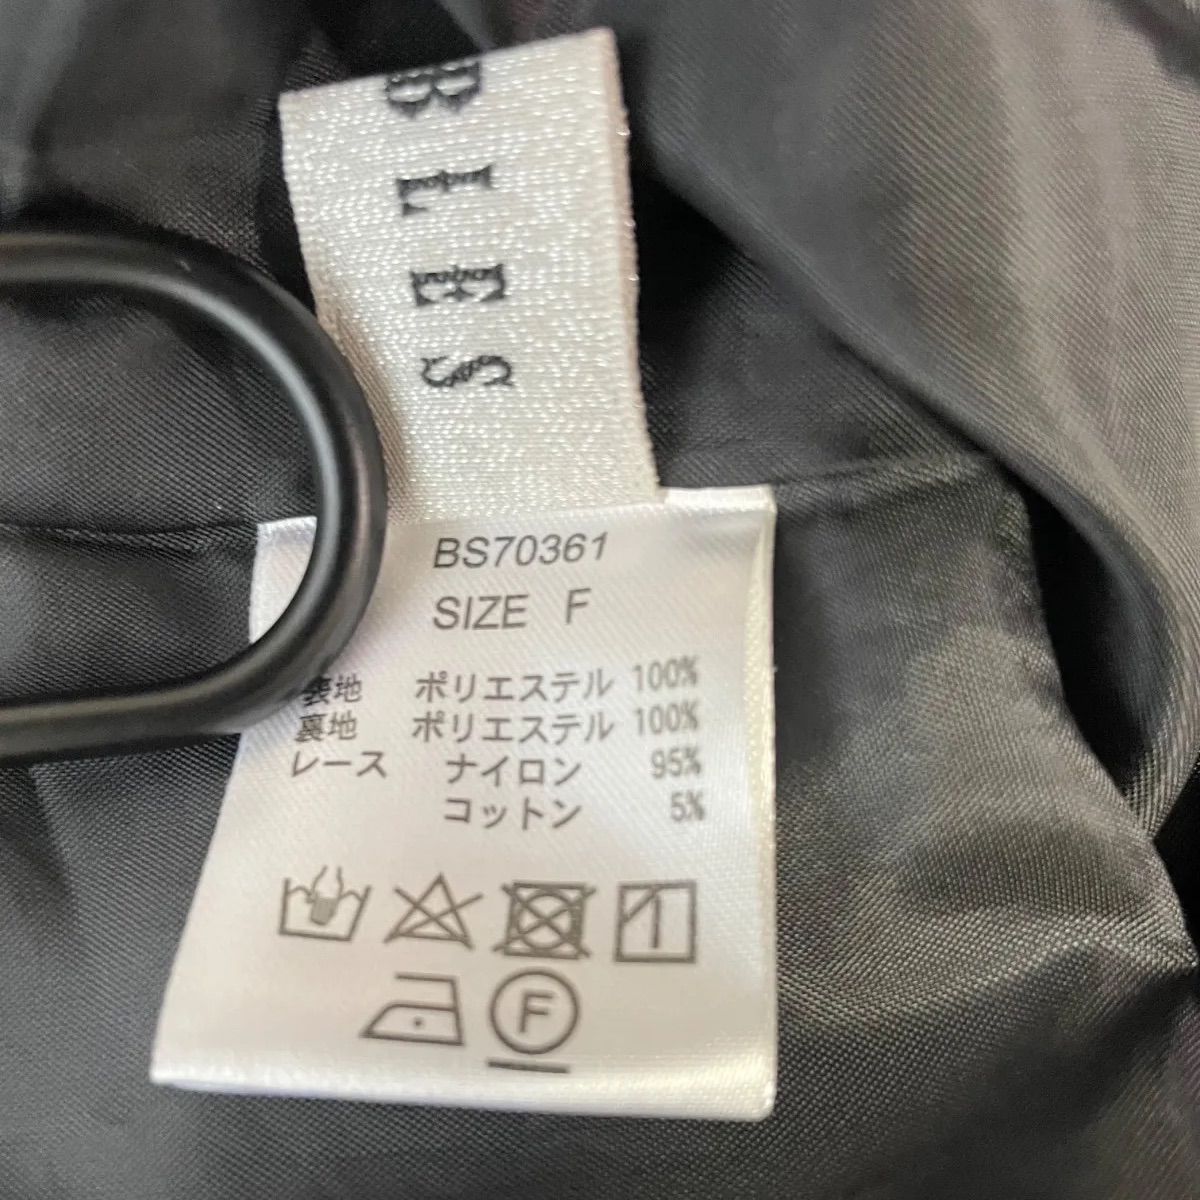 BLES
BS70361
SIZE F
表地 ポリエステル 100%
裏地 ポリエステル 100%
レース ナイロン 95%
コットン 5%
F